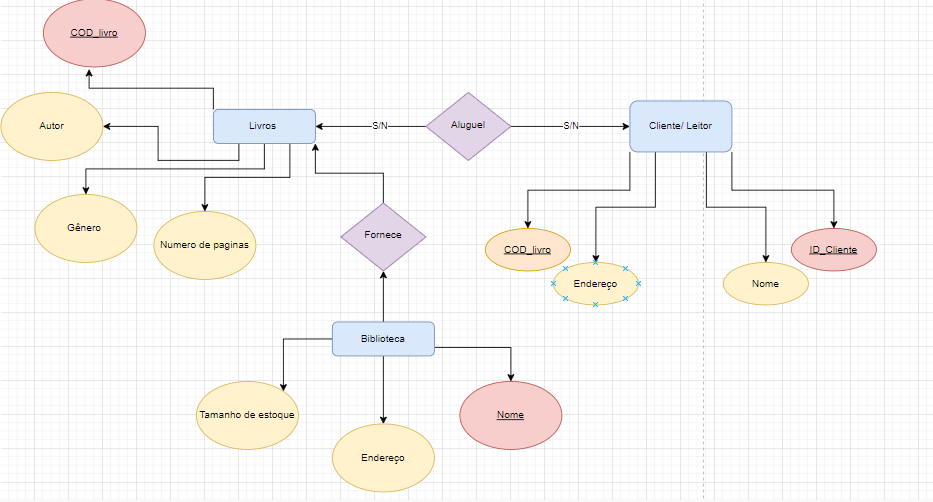 COD_livro
Autor
Livros
S/N
Aluguel
S/N
Cliente/ Leitor
Gênero
Numero de paginas
Fornece
COD_livro
Endereço
Nome
ID_Cliente
Biblioteca
Tamanho de estoque
Endereço
Nome